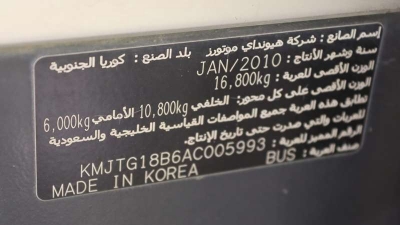 إسم الصانع : شركة هيونداي موتورز   بلد الصنع : كوريا الجنوبية
سنة وشهر الأنتاج : JAN/2010
الوزن الأقصى للعربة : 16,800kg
الوزن الأقصى على كل محور: الخلفي 10,800kg الأمامي 6,000kg
تطابق هذه العربة جميع المواصفات القياسية الخليجية والسعودية
للعربات والتي صدرت حتى تاريخ الإنتاج.
الرقم المميز للعربة : KMJTG18B6AC005993
صنف العربة : BUS
MADE IN KOREA